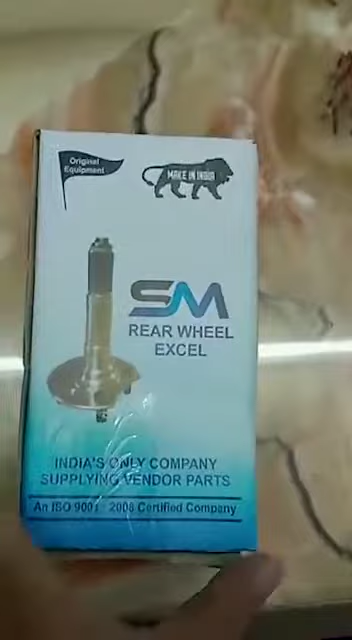 Original
Equipment
MAKE IN INDIA
SM
REAR WHEEL
EXCEL
INDIA'S ONLY COMPANY
SUPPLYING VENDOR PARTS
An ISO 9001 : 2008 Certified Company